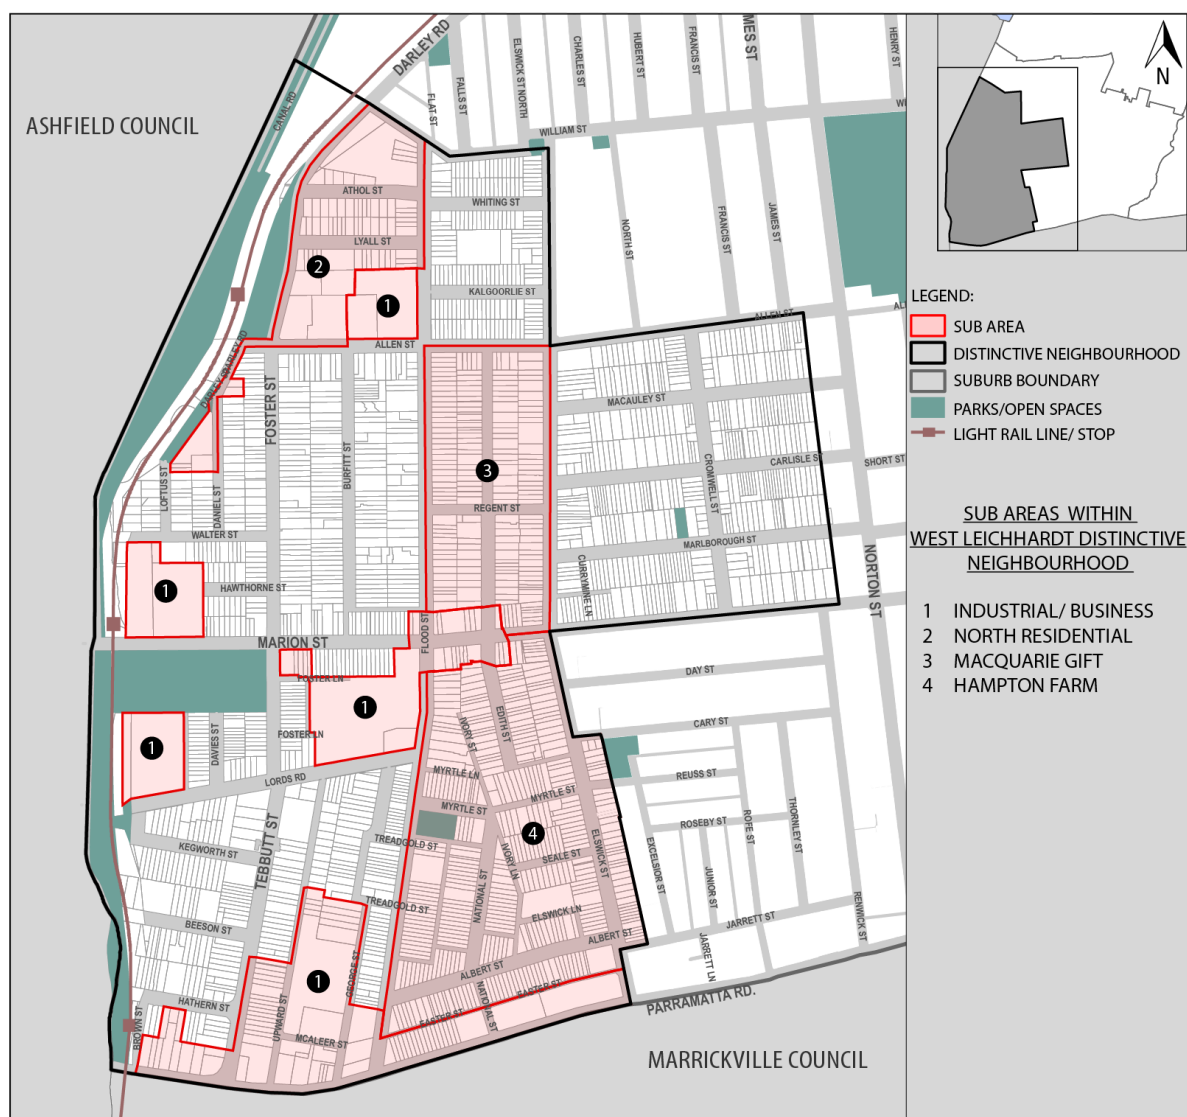 DARLEY RD
CANAL RD
FLAT ST
FALLS ST
ELSWICK ST NORTH
CHARLES ST
HUBERT ST
FRANCIS ST
MES ST
HENRY ST
N
ASHFIELD COUNCIL
WILLIAM ST
ATHOL ST
WHITING ST
LYALL ST
2
NORTH ST
FRANCIS ST
JAMES ST
1
KALGOORLIE ST
ALLEN ST
ALLEN ST
DARLEY RD
FOSTER ST
BURFITT ST
MACAULEY ST
3
CROMWELL ST
CARLISLE ST
SHORT ST
LOFTUS ST
DANIEL ST
REGENT ST
WALTER ST
MARLBOROUGH ST
NORTON ST
CURRYMINE LN
1
HAWTHORNE ST
MARION ST
FLOOD ST
FOSTER LN
DAY ST
1
IVORY ST
EDITH ST
CARY ST
1
DAVIES ST
FOSTER LN
LORDS RD
MYRTLE LN
REUSS ST
MYRTLE ST
MYRTLE ST
THORNLEY ST
ROFE ST
ROSEBY ST
4
ELSWICK ST
TEBBUTT ST
TREADGOLD ST
KEGWORTH ST
IVORY LN
SEALE ST
EXCELSIOR ST
JUNIOR ST
NATIONAL ST
TREADGOLD ST
RENWICK ST
ELSWICK LN
JARRETT ST
BEESON ST
ALBERT ST
JARRETT LN
ALBERT ST
1
GEORGE ST
EASTER ST
NATIONAL ST
HATHERN ST
UPWARD ST
EASTER ST
PARRAMATTA RD.
BROWN ST
MCALEER ST
MARRICKVILLE COUNCIL
LEGEND:
SUB AREA
DISTINCTIVE NEIGHBOURHOOD
SUBURB BOUNDARY
PARKS/OPEN SPACES
LIGHT RAIL LINE/ STOP
SUB AREAS WITHIN
WEST LEICHHARDT DISTINCTIVE
NEIGHBOURHOOD
1 INDUSTRIAL/ BUSINESS
2 NORTH RESIDENTIAL
3 MACQUARIE GIFT
4 HAMPTON FARM